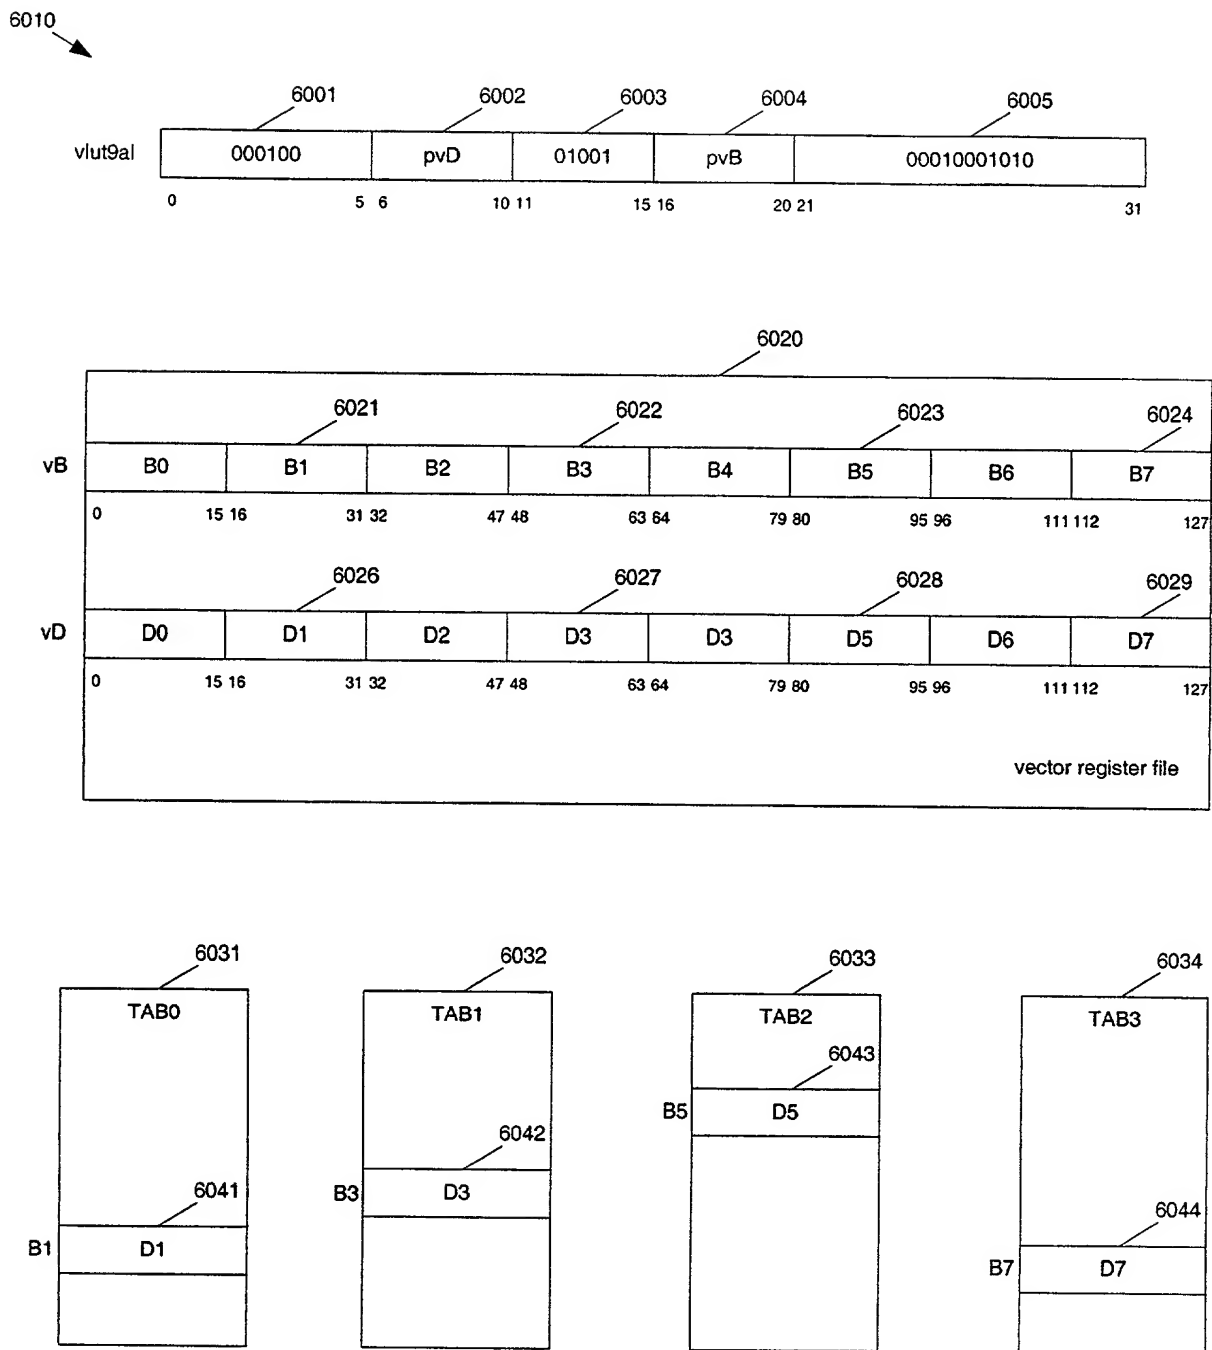 6010
6001 6002 6003 6004 6005
vlut9al 000100 pvD 01001 pvB 00010001010
0 5 6 10 11 15 16 20 21 31
6020
6021 6022 6023 6024
vB B0 B1 B2 B3 B4 B5 B6 B7
0 15 16 31 32 47 48 63 64 79 80 95 96 111 112 127
6026 6027 6028 6029
vD D0 D1 D2 D3 D3 D5 D6 D7
0 15 16 31 32 47 48 63 64 79 80 95 96 111 112 127
vector register file
6031 6032 6033 6034
TAB0 TAB1 TAB2 TAB3
6043
B5 D5
6042
B3 D3
6041 6044
B1 D1 B7 D7